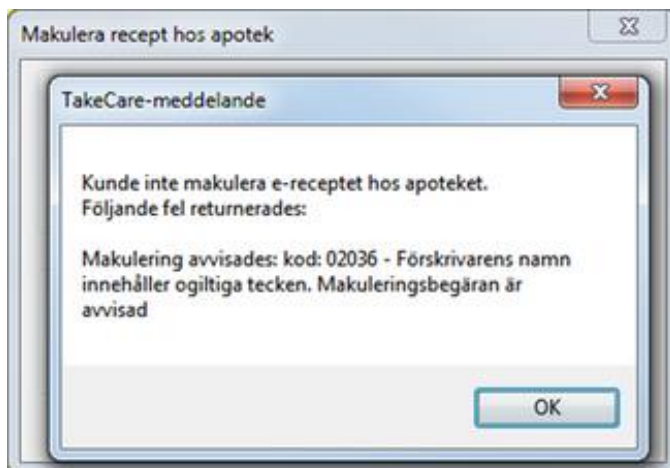 Makulera recept hos apotek
TakeCare-meddelande
Kunde inte makulera e-receptet hos apoteket.
Följande fel returnerades:
Makulering avvisades: kod: 02036 - Förskrivarens namn
innehåller ogiltiga tecken. Makuleringsbegäran är
avvisad
OK